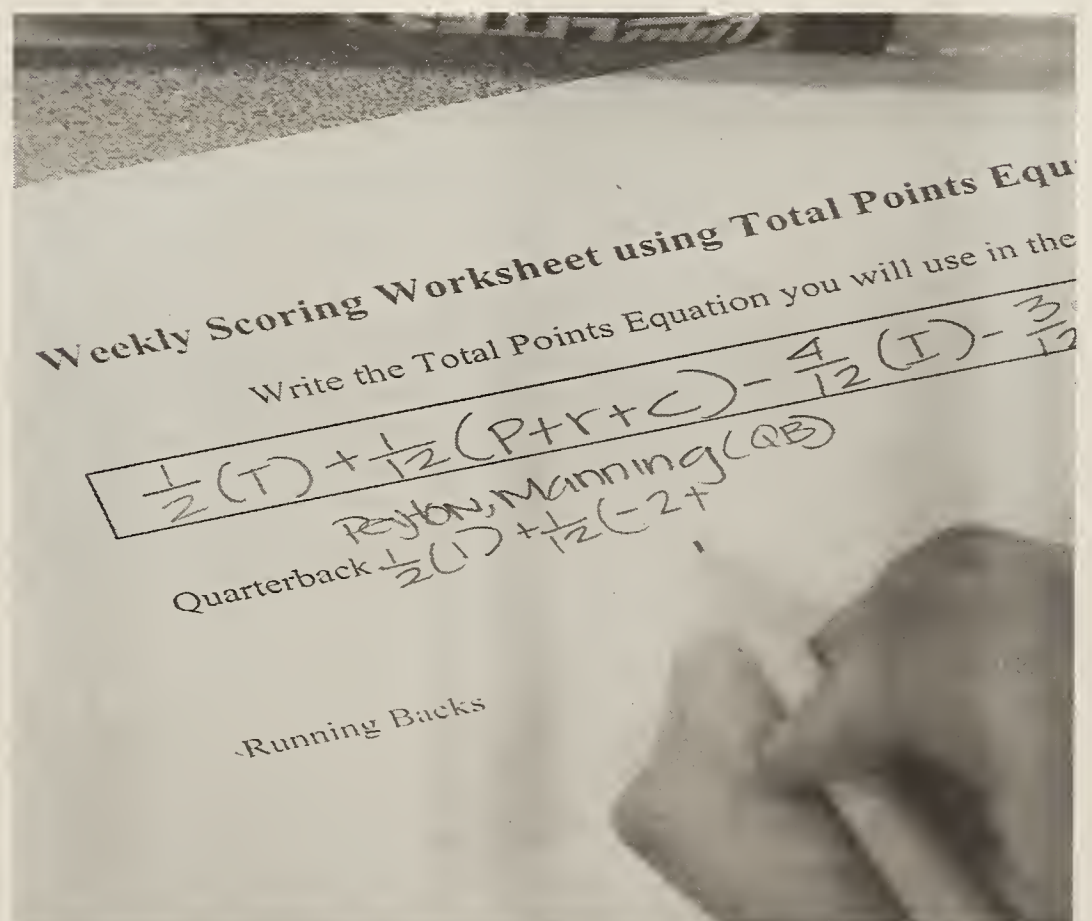 Weekly Scoring Worksheet using Total Points Equ
Write the Total Points Equation you will use in the
1/2 (T) + 1/12 (P+r+C) - 4/12 (I) - 3/12
Peyton, Manning (QB)
Quarterback 1/2 (1) + 1/12 (-2+
Running Backs